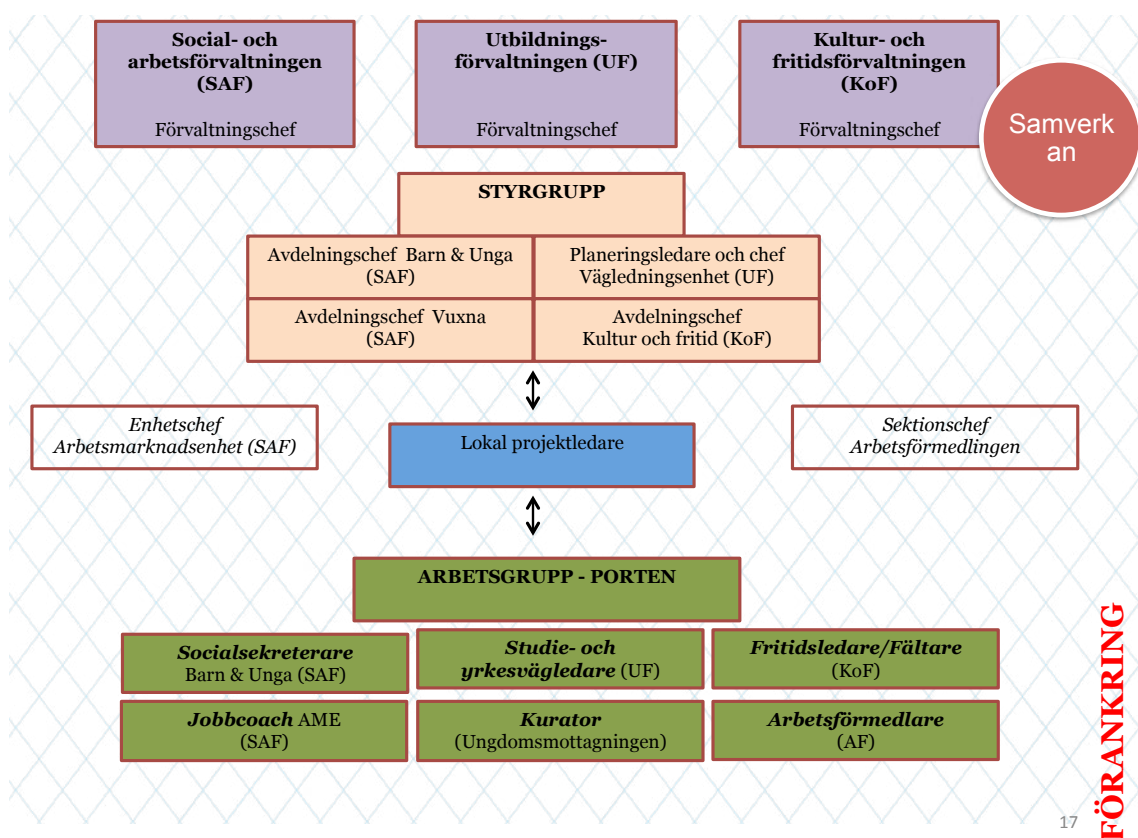 Social- och
arbetsförvaltningen
(SAF)
Förvaltningschef
Utbildnings-
förvaltningen (UF)
Förvaltningschef
Kultur- och
fritidsförvaltningen
(KoF)
Förvaltningschef
Samverk
an
STYRGRUPP
Avdelningschef Barn & Unga
(SAF)
Planeringsledare och chef
Vägledningsenhet (UF)
Avdelningschef Vuxna
(SAF)
Avdelningschef
Kultur och fritid (KoF)
Enhetschef
Arbetsmarknadsenhet (SAF)
Lokal projektledare
Sektionschef
Arbetsförmedlingen
ARBETSGRUPP - PORTEN
Socialsekreterare
Barn & Unga (SAF)
Studie- och
yrkesvägledare (UF)
Fritidsledare/Fältare
(KoF)
Jobbcoach AME
(SAF)
Kurator
(Ungdomsmottagningen)
Arbetsförmedlare
(AF)
FÖRANKRING
17